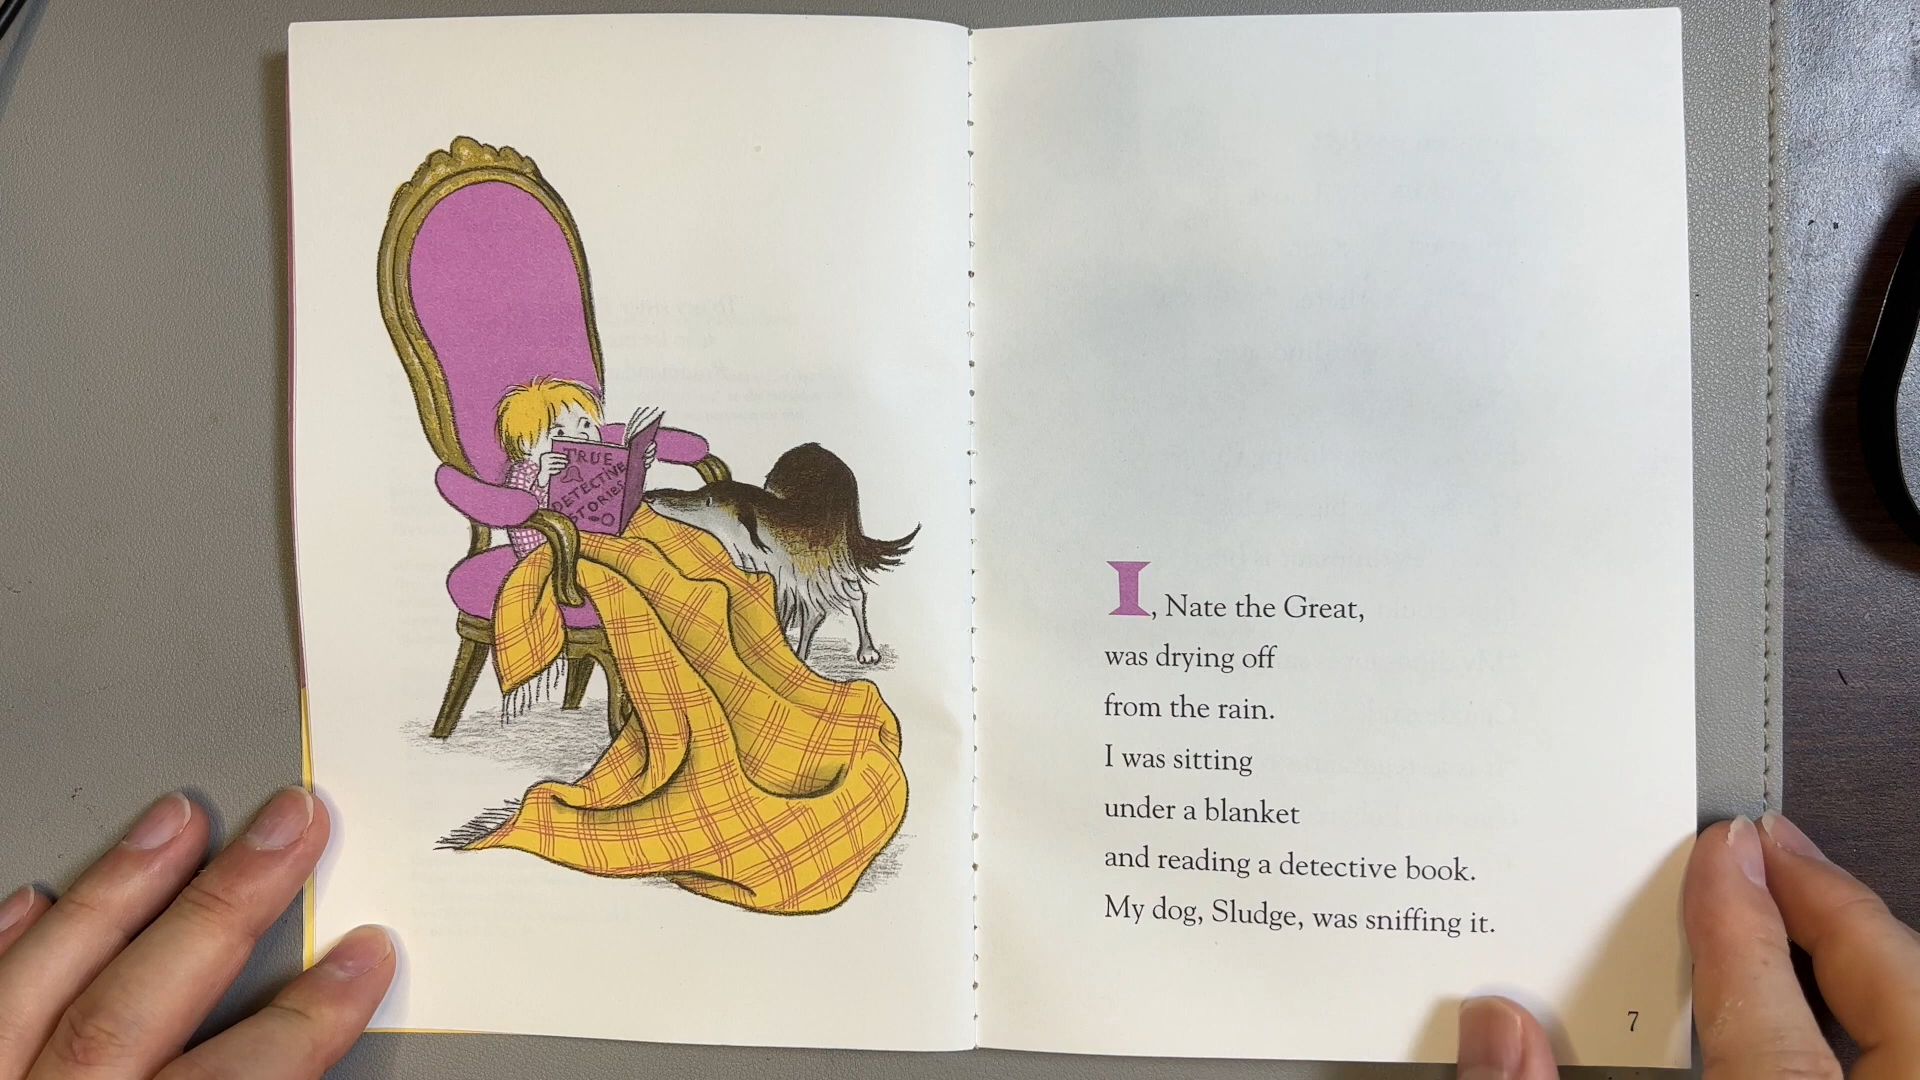 TRUE
DETECTIVE
STORIES
I, Nate the Great,
was drying off
from the rain.
I was sitting
under a blanket
and reading a detective book.
My dog, Sludge, was sniffing it.
7